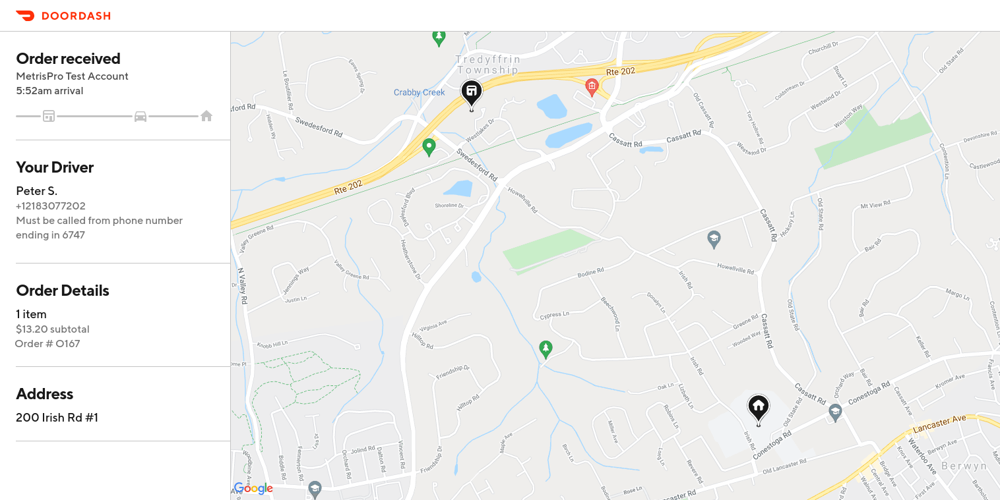 DOORDASH
Order received
MetrisPro Test Account
5:52am arrival
Your Driver
Peter S.
+12183077202
Must be called from phone number
ending in 6747
Order Details
1 item
$13.20 subtotal
Order # O167
Address
200 Irish Rd #1
Tredyffrin
Township
Rte 202
Crabby Creek
Le Boutillier Rd
Eaves Spring Dr
Churchill Dr
Old State Rd
Stuart Ln
Coldstream Dr
Westwind Dr
Winston Way
Old Cassatt Rd
Tory Hollow Rd
sford Rd
Swedesford Rd
Hidden Wy
Westlakes Dr
Cassatt Rd
Cassatt Rd
Westwind Dr
Devonshire Rd
Contention Ln
Castlewood
Swedesford Rd
Rte 202
Howellville Rd
Shoreline Dr
Daylesford Blvd
Mt View Rd
Old State Rd
Hickory Ln
Cassatt Rd
Valley Greene Rd
Heatherstone Dr
Bair Rd
Valley Greene Rd
Jennings Way
N Valley Rd
Dr
Justin Ln
Bodine Rd
Howellville Rd
Irish Rd
Margo Ln
Donalyn Ln
Beechwood Ln
Cypress Ln
Bair Rd
Old State Rd
Contention Ln
Greene Rd
Wooded Way
Cassatt Rd
Virginia Ave
Hilltop Rd
Knobb Hill Ln
Keller Rd
orne Pl
Friendship Dr
Irish Rd
Francis Ave
Bair Rd
Orchard Way
Kromer Ave
Oak Ln
Lizbeth Ln
Cassatt Rd
Conestoga Rd
Cassatt Ave
Hilltop Rd
Robins Ln
Old State Rd
Lancaster Ave
Miller Ave
Irish Rd
Conestoga Rd
Maple Ave
Birch Ln
Long Ln
Revere Rd
Old Lancaster Rd
Waterloo Ave
Knox Ave
Berwyn Ave
Berwyn
Woodbine Ave
Biddle Rd
Fennerton Rd
Dr As!
Orchard Rd
Jolind Rd
Dalton Rd
Vincent Rd
Friendship Dr
Bridge Ave
Central Ave
Walnut Ave
First Ave
Bartholo
Bodine
Rose Ln
caster Rd
Rd
Ave
Google